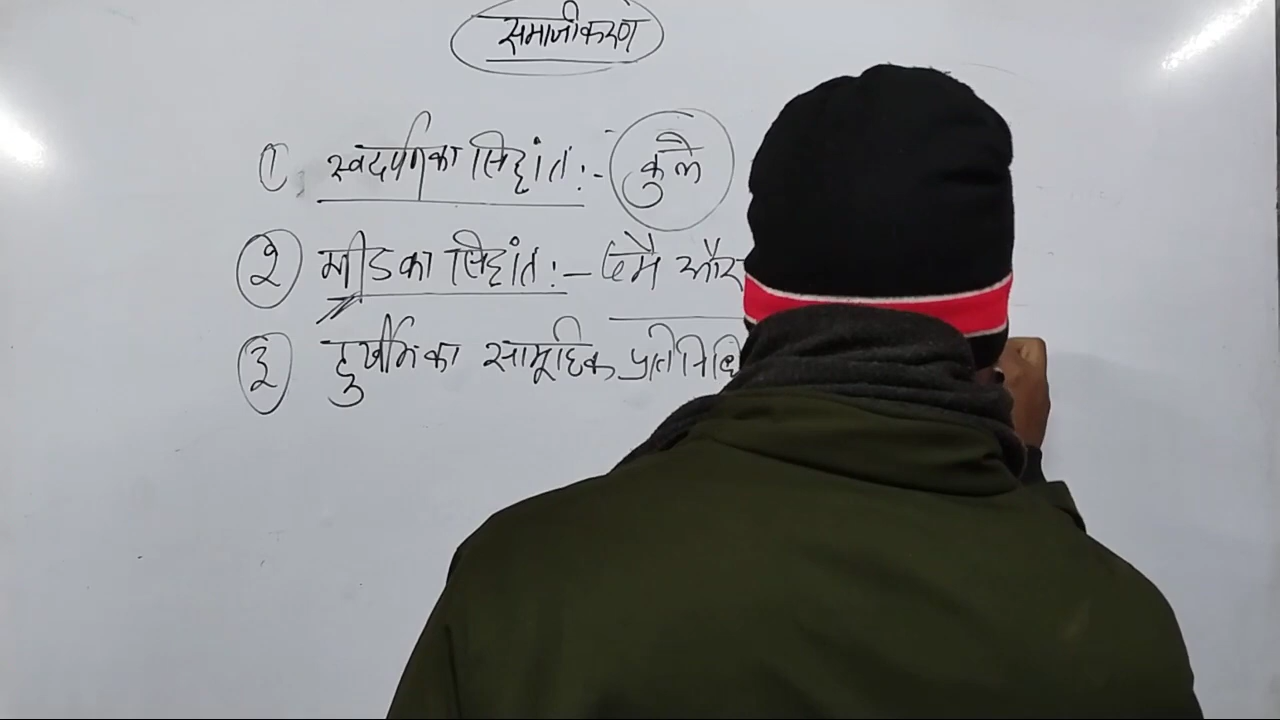 समाजीकरण
① स्वदर्पण का सिद्दांत :- कुले
② मीड का सिद्दांत :- मै और
③ दुर्खीम का सामूहिक प्रतिनिधि